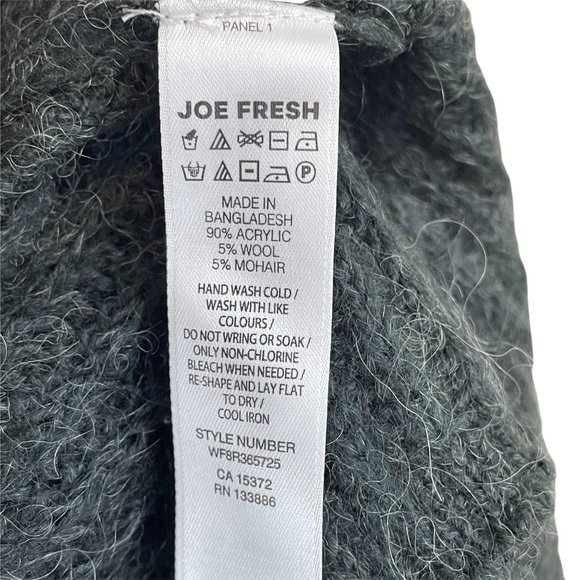 PANEL 1
JOE FRESH
MADE IN
BANGLADESH
90% ACRYLIC
5% WOOL
5% MOHAIR
HAND WASH COLD /
WASH WITH LIKE
COLOURS /
DO NOT WRING OR SOAK /
ONLY NON-CHLORINE
BLEACH WHEN NEEDED /
RE-SHAPE AND LAY FLAT
TO DRY /
COOL IRON
STYLE NUMBER
WF8R365725
CA 15372
RN 133886